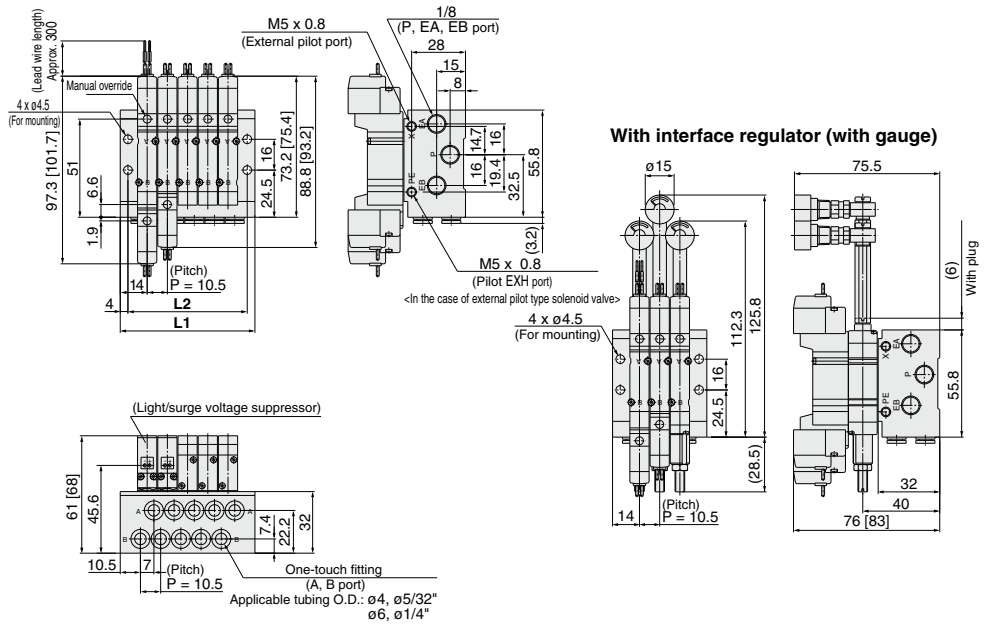 (Lead wire length)
Approx. 300
Manual override
4 x ø4.5
(For mounting)
97.3 [101.7]
51
6.6
1.9
16
24.5
73.2 [75.4]
88.8 [93.2]
A
B
14
(Pitch)
P = 10.5
4
L2
L1
M5 x 0.8
(External pilot port)
1/8
(P, EA, EB port)
28
15
8
X
EA
P
PE
EB
14.7
16
16
19.4
32.5
55.8
(3.2)
M5 x 0.8
(Pilot EXH port)
<In the case of external pilot type solenoid valve>
With interface regulator (with gauge)
ø15
4 x ø4.5
(For mounting)
A
B
16
24.5
112.3
125.8
(28.5)
14
(Pitch)
P = 10.5
75.5
(6)
With plug
X
EA
P
PE
EB
55.8
32
40
76 [83]
(Light/surge voltage suppressor)
61 [68]
45.6
A
A
B
B
7.4
22.2
32
10.5
7
(Pitch)
P = 10.5
One-touch fitting
(A, B port)
Applicable tubing O.D.: ø4, ø5/32"
ø6, ø1/4"